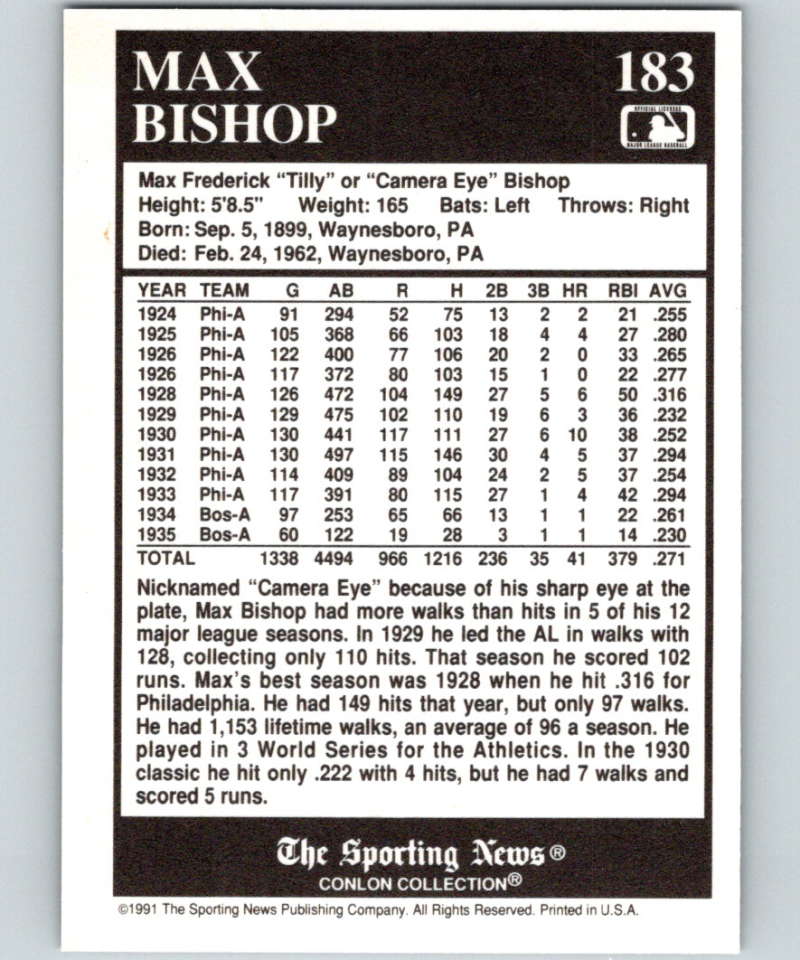 MAX
BISHOP
183
OFFICIAL LICENSEE
MAJOR LEAGUE BASEBALL
Max Frederick “Tilly” or “Camera Eye” Bishop
Height: 5'8.5" Weight: 165 Bats: Left Throws: Right
Born: Sep. 5, 1899, Waynesboro, PA
Died: Feb. 24, 1962, Waynesboro, PA
YEAR TEAM G AB R H 2B 3B HR RBI AVG
1924 Phi-A 91 294 52 75 13 2 2 21 .255
1925 Phi-A 105 368 66 103 18 4 4 27 .280
1926 Phi-A 122 400 77 106 20 2 0 33 .265
1926 Phi-A 117 372 80 103 15 1 0 22 .277
1928 Phi-A 126 472 104 149 27 5 6 50 .316
1929 Phi-A 129 475 102 110 19 6 3 36 .232
1930 Phi-A 130 441 117 111 27 6 10 38 .252
1931 Phi-A 130 497 115 146 30 4 5 37 .294
1932 Phi-A 114 409 89 104 24 2 5 37 .254
1933 Phi-A 117 391 80 115 27 1 4 42 .294
1934 Bos-A 97 253 65 66 13 1 1 22 .261
1935 Bos-A 60 122 19 28 3 1 1 14 .230
TOTAL 1338 4494 966 1216 236 35 41 379 .271
Nicknamed “Camera Eye” because of his sharp eye at the
plate, Max Bishop had more walks than hits in 5 of his 12
major league seasons. In 1929 he led the AL in walks with
128, collecting only 110 hits. That season he scored 102
runs. Max's best season was 1928 when he hit .316 for
Philadelphia. He had 149 hits that year, but only 97 walks.
He had 1,153 lifetime walks, an average of 96 a season. He
played in 3 World Series for the Athletics. In the 1930
classic he hit only .222 with 4 hits, but he had 7 walks and
scored 5 runs.
The Sporting News®
CONLON COLLECTION®
©1991 The Sporting News Publishing Company. All Rights Reserved. Printed in U.S.A.